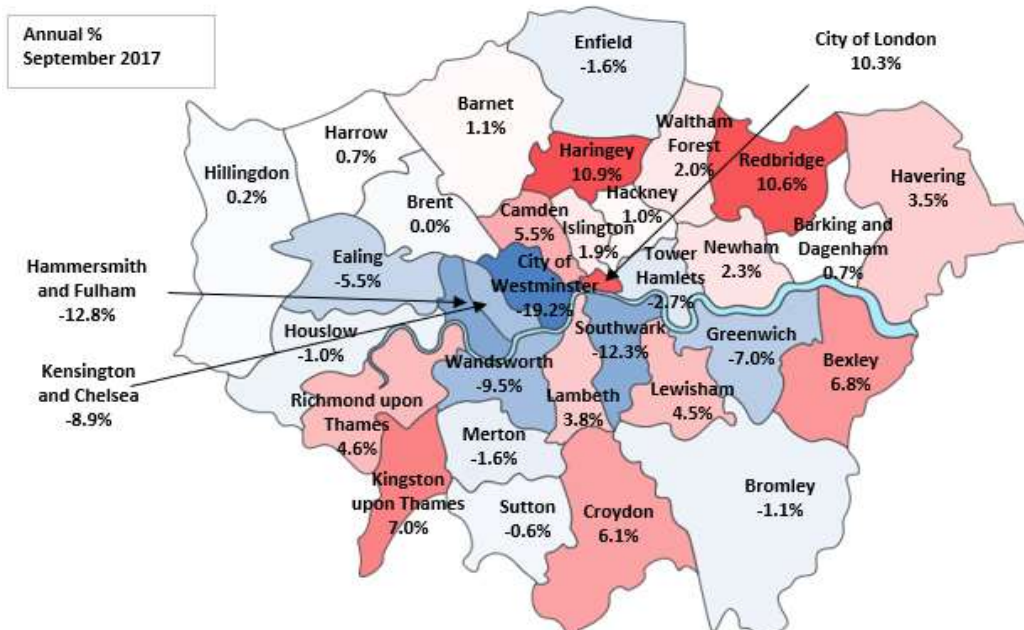 Annual %
September 2017
Enfield
-1.6%
City of London
10.3%
Barnet
1.1%
Harrow
0.7%
Waltham
Forest
2.0%
Haringey
10.9%
Redbridge
10.6%
Hillingdon
0.2%
Havering
3.5%
Brent
0.0%
Hackney
1.0%
Camden
5.5%
Islington
1.9%
Barking and
Dagenham
0.7%
Ealing
-5.5%
City of
Westminster
-19.2%
Tower
Hamlets
-2.7%
Newham
2.3%
Hammersmith
and Fulham
-12.8%
Houslow
-1.0%
Southwark
-12.3%
Greenwich
-7.0%
Kensington
and Chelsea
-8.9%
Wandsworth
-9.5%
Bexley
6.8%
Richmond upon
Thames
4.6%
Lambeth
3.8%
Lewisham
4.5%
Merton
-1.6%
Kingston
upon Thames
7.0%
Sutton
-0.6%
Croydon
6.1%
Bromley
-1.1%